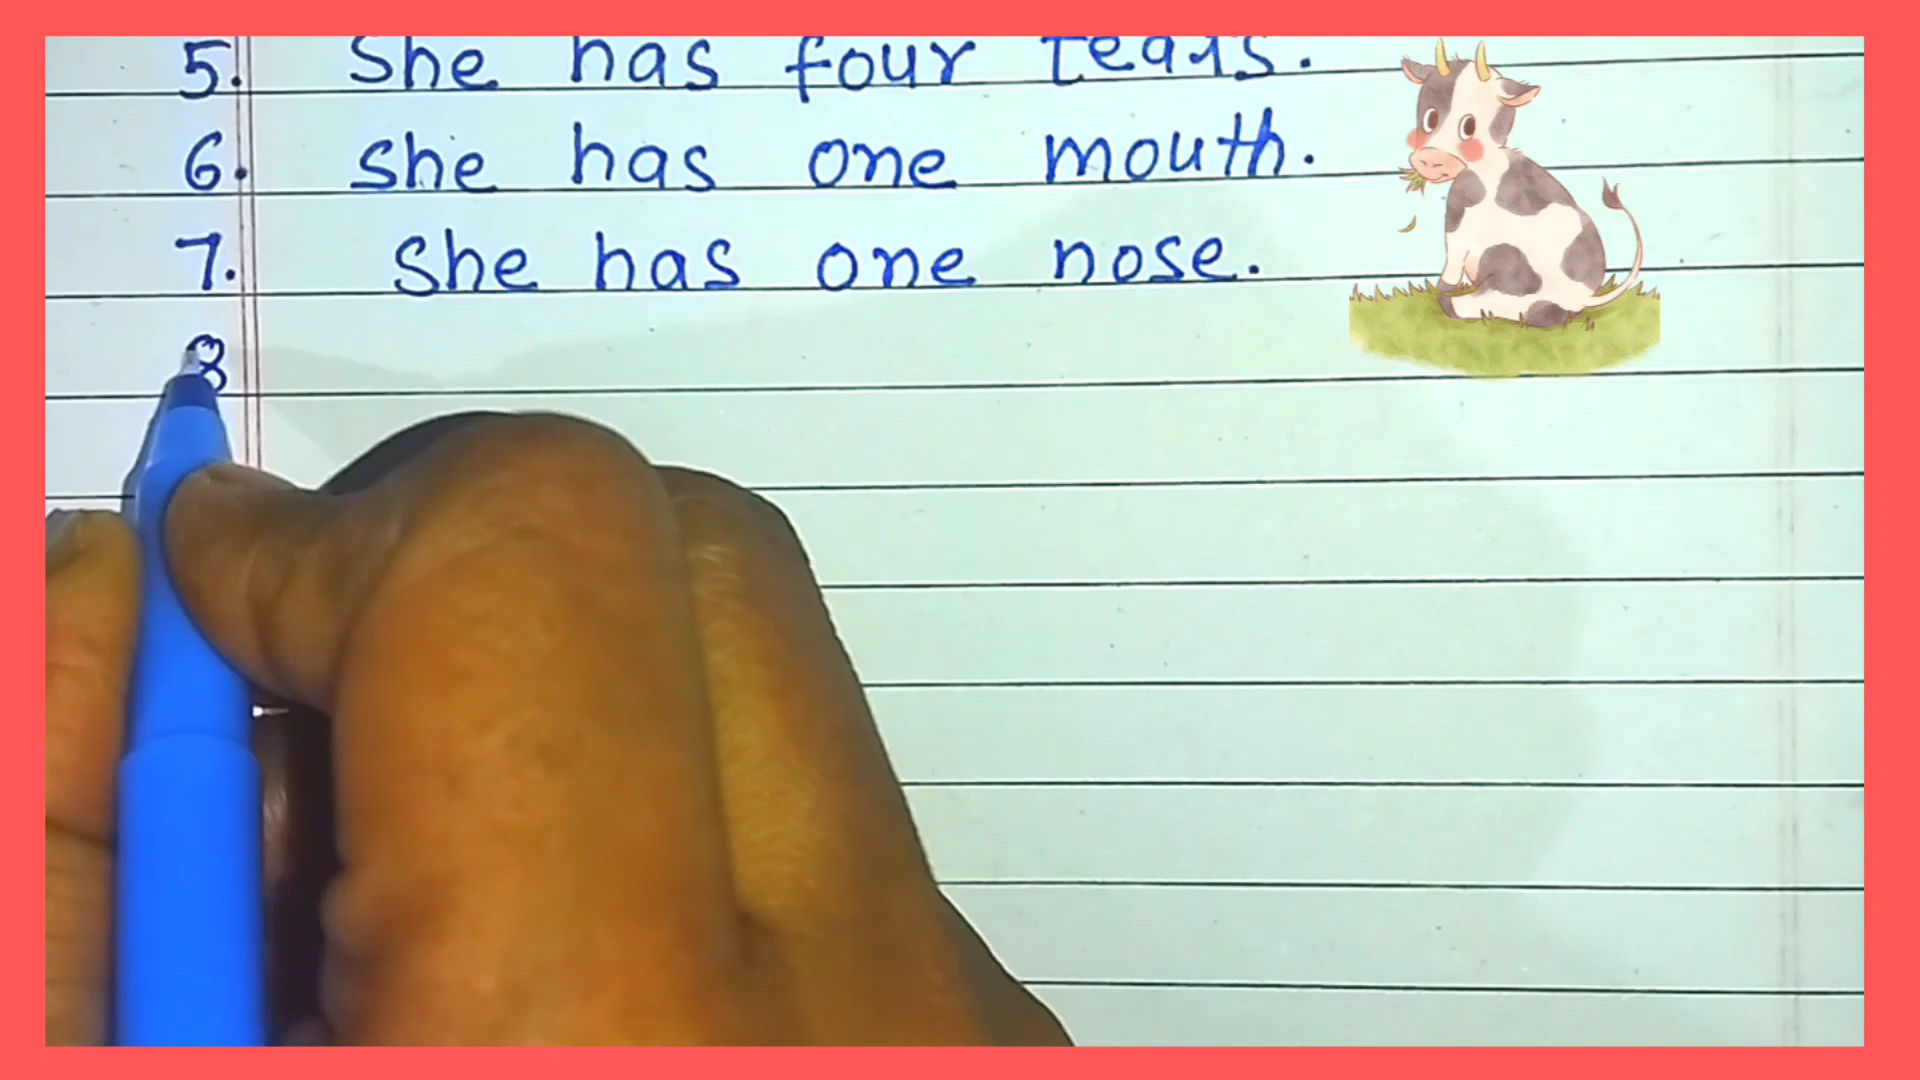 5. She has four teats.
6. She has one mouth.
7. She has one nose.
8